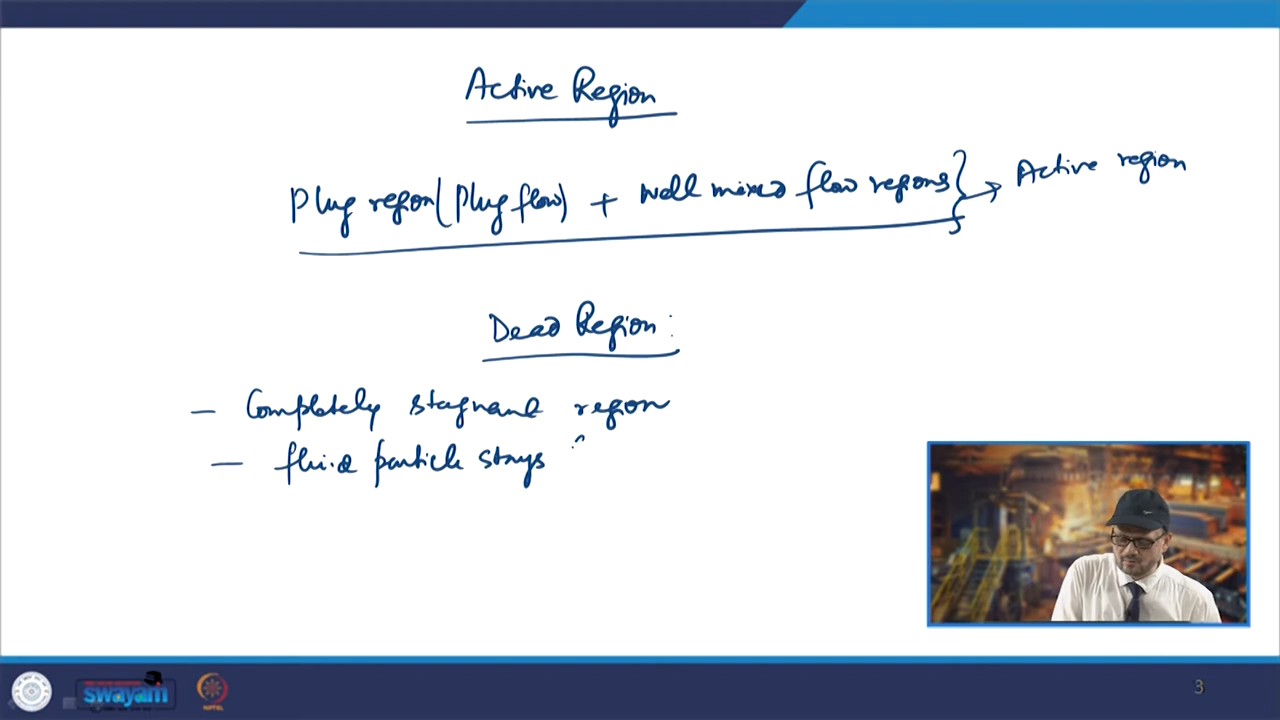 Active Region
Plug region (Plug flow) + well mixed flow regions } → Active region
Dead Region :
— Completely stagnant region
— fluid particle stays
3
swayam
NPTEL